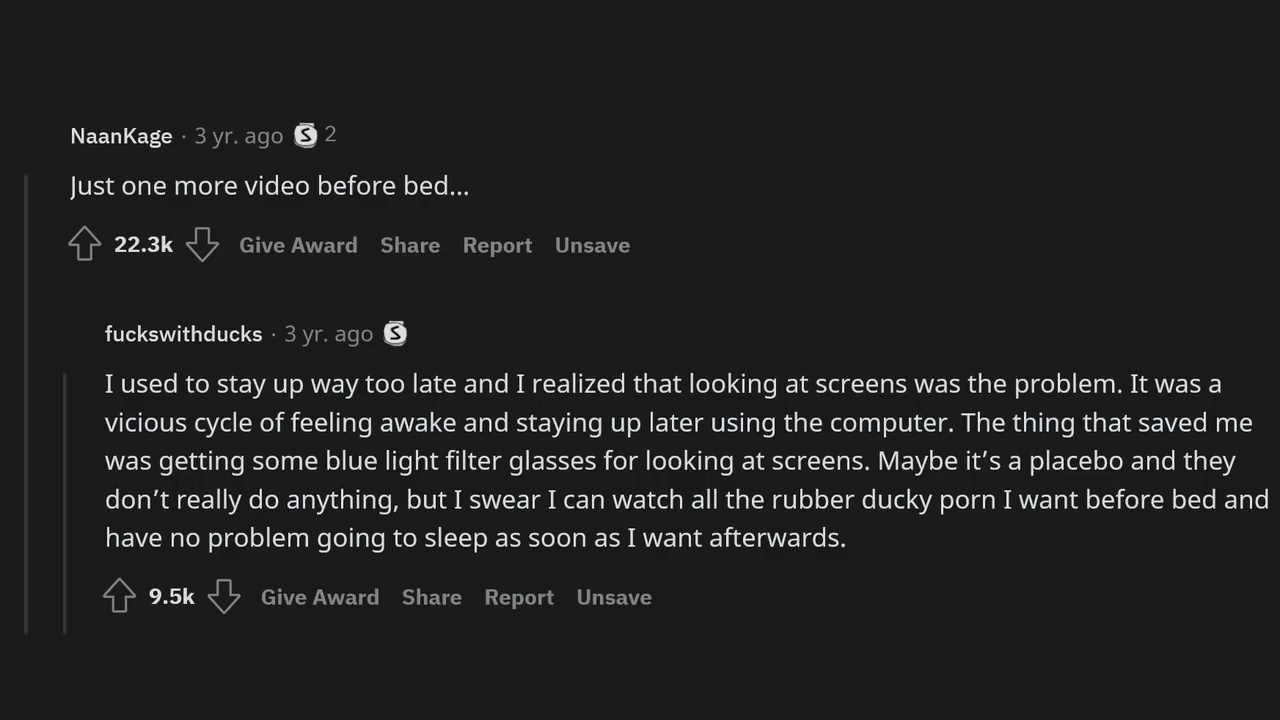 NaanKage · 3 yr. ago S 2
Just one more video before bed...
22.3k Give Award Share Report Unsave
fuckswithducks · 3 yr. ago S
I used to stay up way too late and I realized that looking at screens was the problem. It was a
vicious cycle of feeling awake and staying up later using the computer. The thing that saved me
was getting some blue light filter glasses for looking at screens. Maybe it’s a placebo and they
don’t really do anything, but I swear I can watch all the rubber ducky porn I want before bed and
have no problem going to sleep as soon as I want afterwards.
9.5k Give Award Share Report Unsave